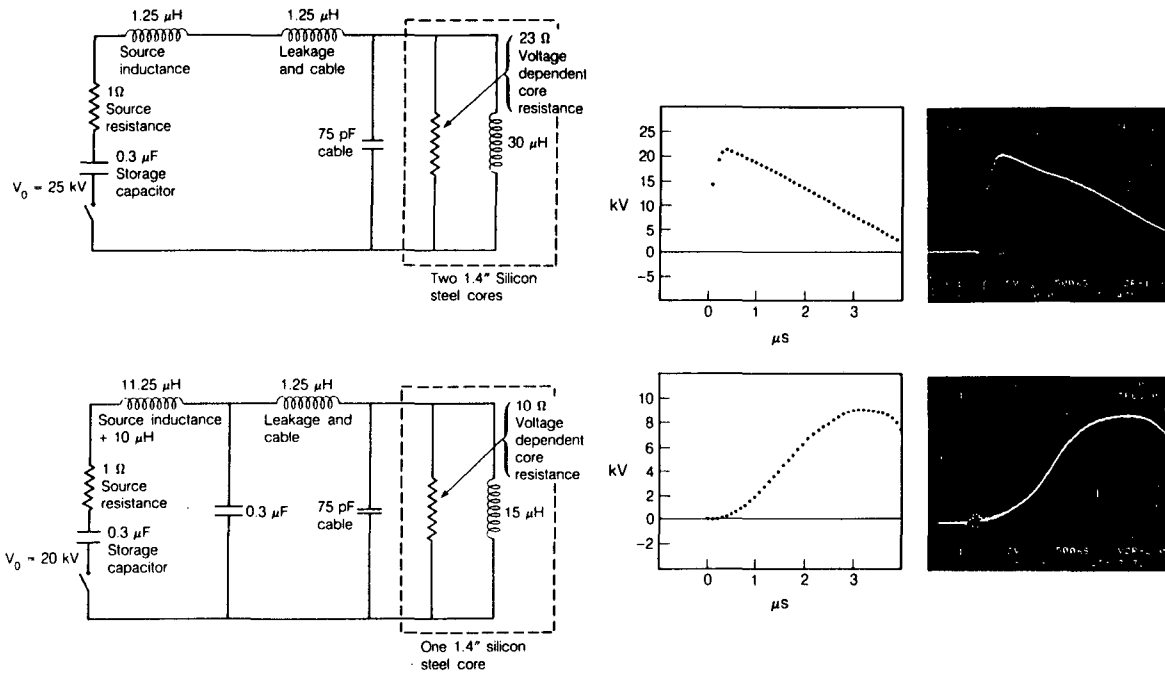 1.25 μH
Source
inductance
1.25 μH
Leakage
and cable
1Ω
Source
resistance
0.3 μF
Storage
capacitor
V₀ = 25 kV
75 pF
cable
23 Ω
Voltage
dependent
core
resistance
30 μH
Two 1.4" Silicon
steel cores
25
20
15
10
5
0
-5
kV
0
1
2
3
μs
11.25 μH
Source inductance
+ 10 μH
1.25 μH
Leakage and
cable
1 Ω
Source
resistance
0.3 μF
Storage
capacitor
V₀ = 20 kV
0.3 μF
75 pF
cable
10 Ω
Voltage
dependent
core
resistance
15 μH
One 1.4" silicon
steel core
10
8
6
4
2
0
-2
kV
0
1
2
3
μs